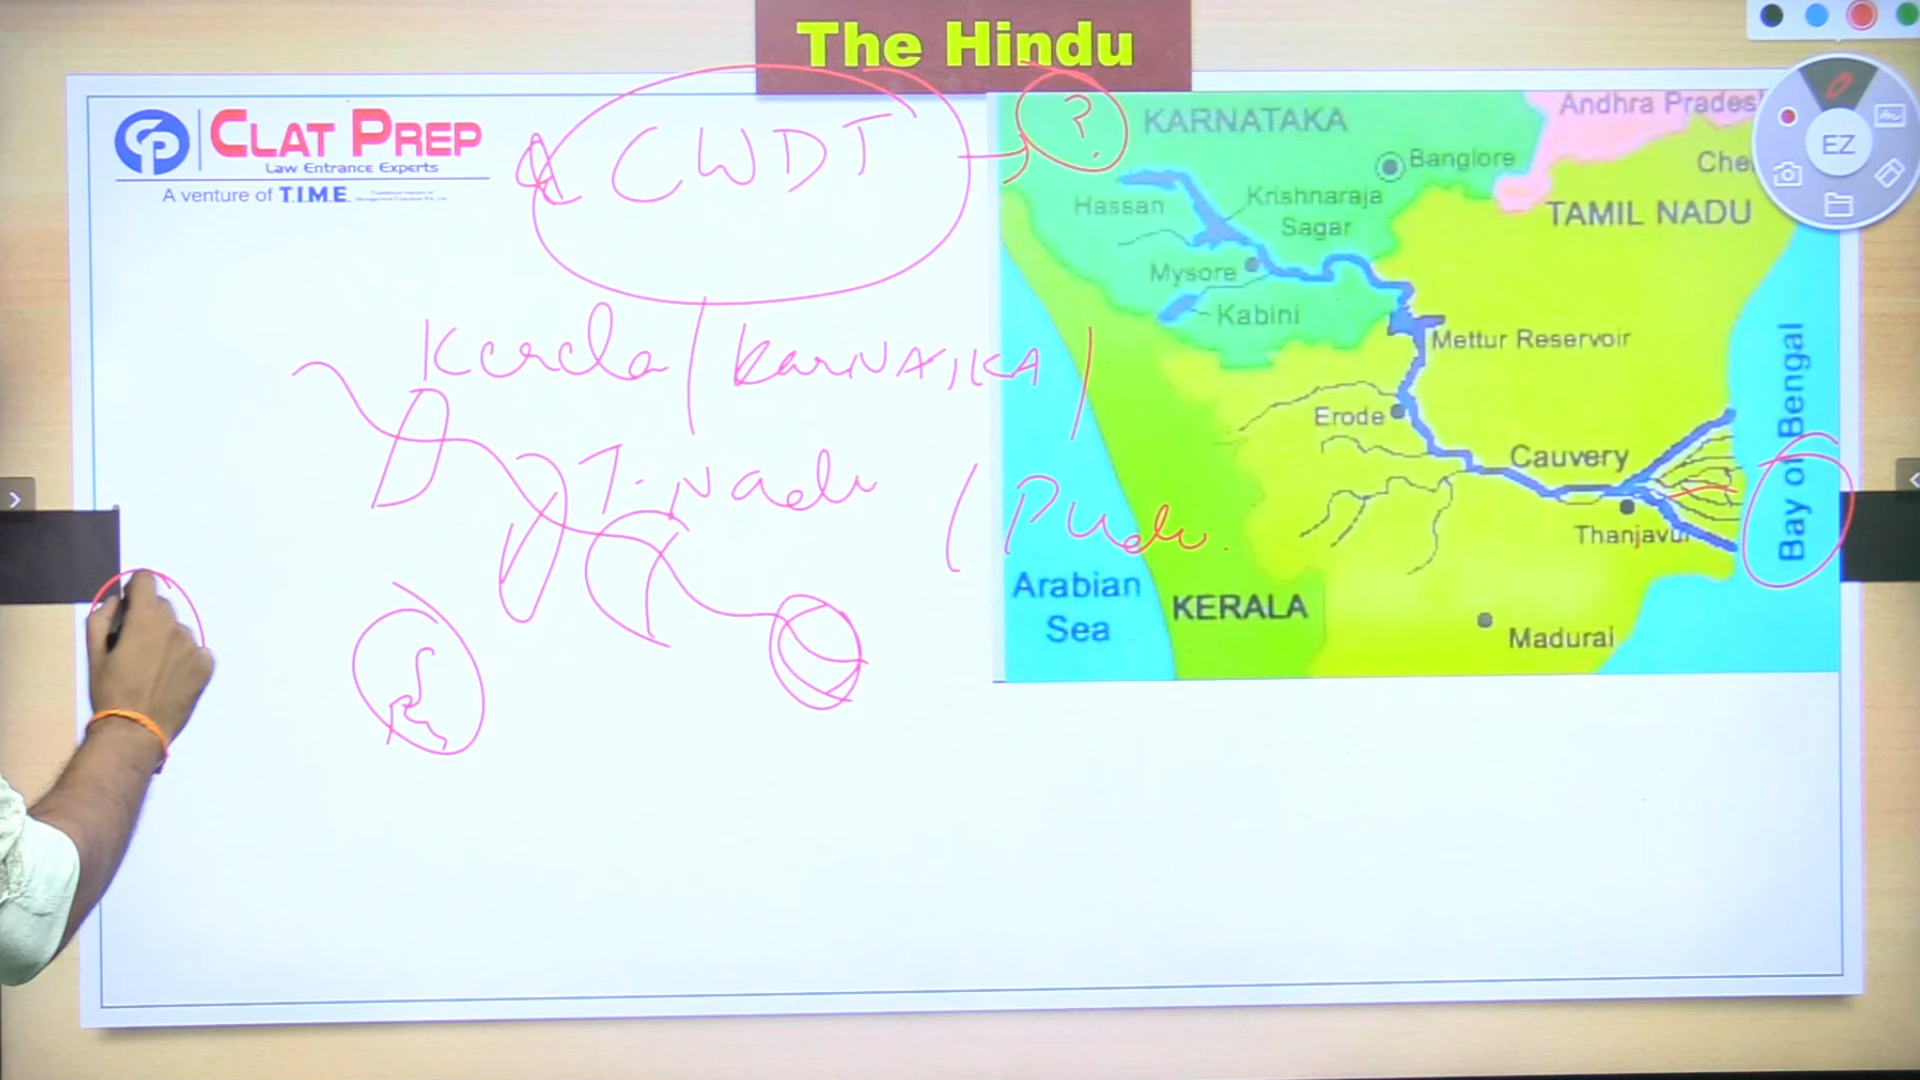 The Hindu
CLAT PREP
Law Entrance Experts
A venture of T.I.M.E.
CWDT
?
KARNATAKA
Andhra Prades
Banglore
Che
EZ
Hassan
Krishnaraja
Sagar
TAMIL NADU
Mysore
Kabini
Mettur Reservoir
Kerala / KARNATAKA /
T. Nadu / Pudu.
Erode
Cauvery
Thanjavur
Bay of Bengal
Arabian
Sea
KERALA
Madurai